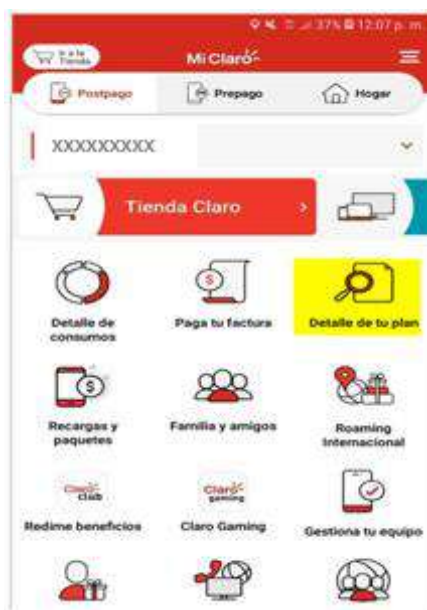 37% 12:07 p. m.
Ir a la
Tienda
Mi Claro
Postpago
Prepago
Hogar
XXXXXXXXXX
Tienda Claro
Detalle de
consumos
Paga tu factura
Detalle de tu plan
Recargas y
paquetes
Familia y amigos
Roaming
Internacional
Claro
club
Claro
gaming
Redime beneficios
Claro Gaming
Gestiona tu equipo